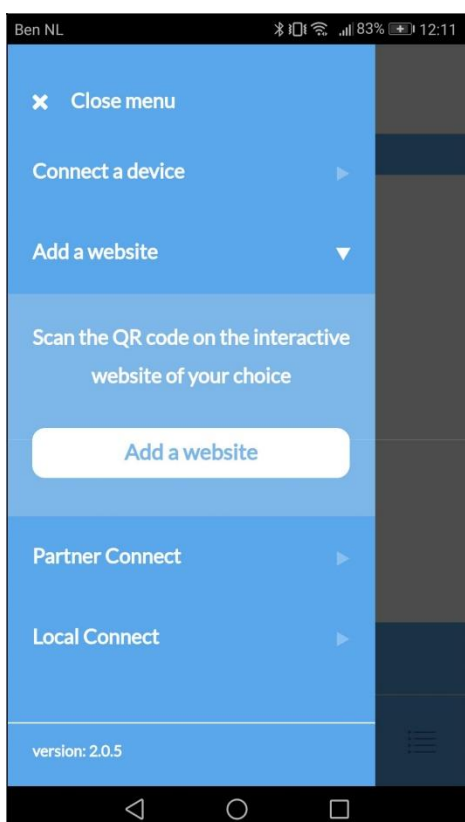 Ben NL 83% 12:11
Close menu
Connect a device
Add a website
Scan the QR code on the interactive
website of your choice
Add a website
Partner Connect
Local Connect
version: 2.0.5